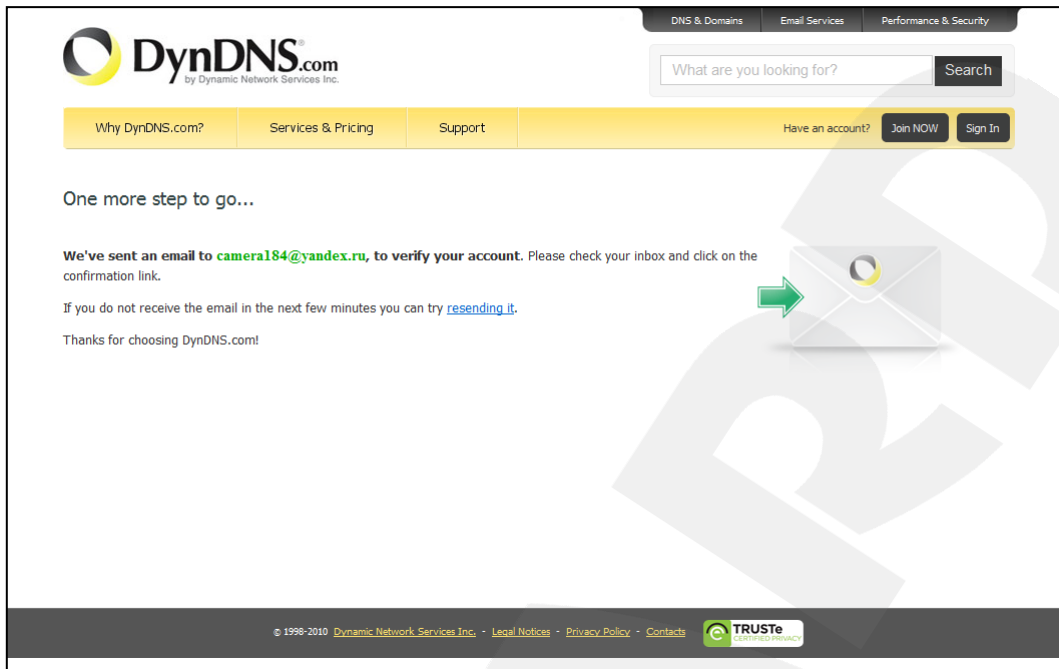 DNS & Domains Email Services Performance & Security
DynDNS.com
by Dynamic Network Services Inc.
What are you looking for? Search
Why DynDNS.com? Services & Pricing Support Have an account? Join NOW Sign In
One more step to go...
We've sent an email to camera184@yandex.ru, to verify your account. Please check your inbox and click on the
confirmation link.
If you do not receive the email in the next few minutes you can try resending it.
Thanks for choosing DynDNS.com!
© 1998-2010 Dynamic Network Services Inc. - Legal Notices - Privacy Policy - Contacts
TRUSTe
CERTIFIED PRIVACY